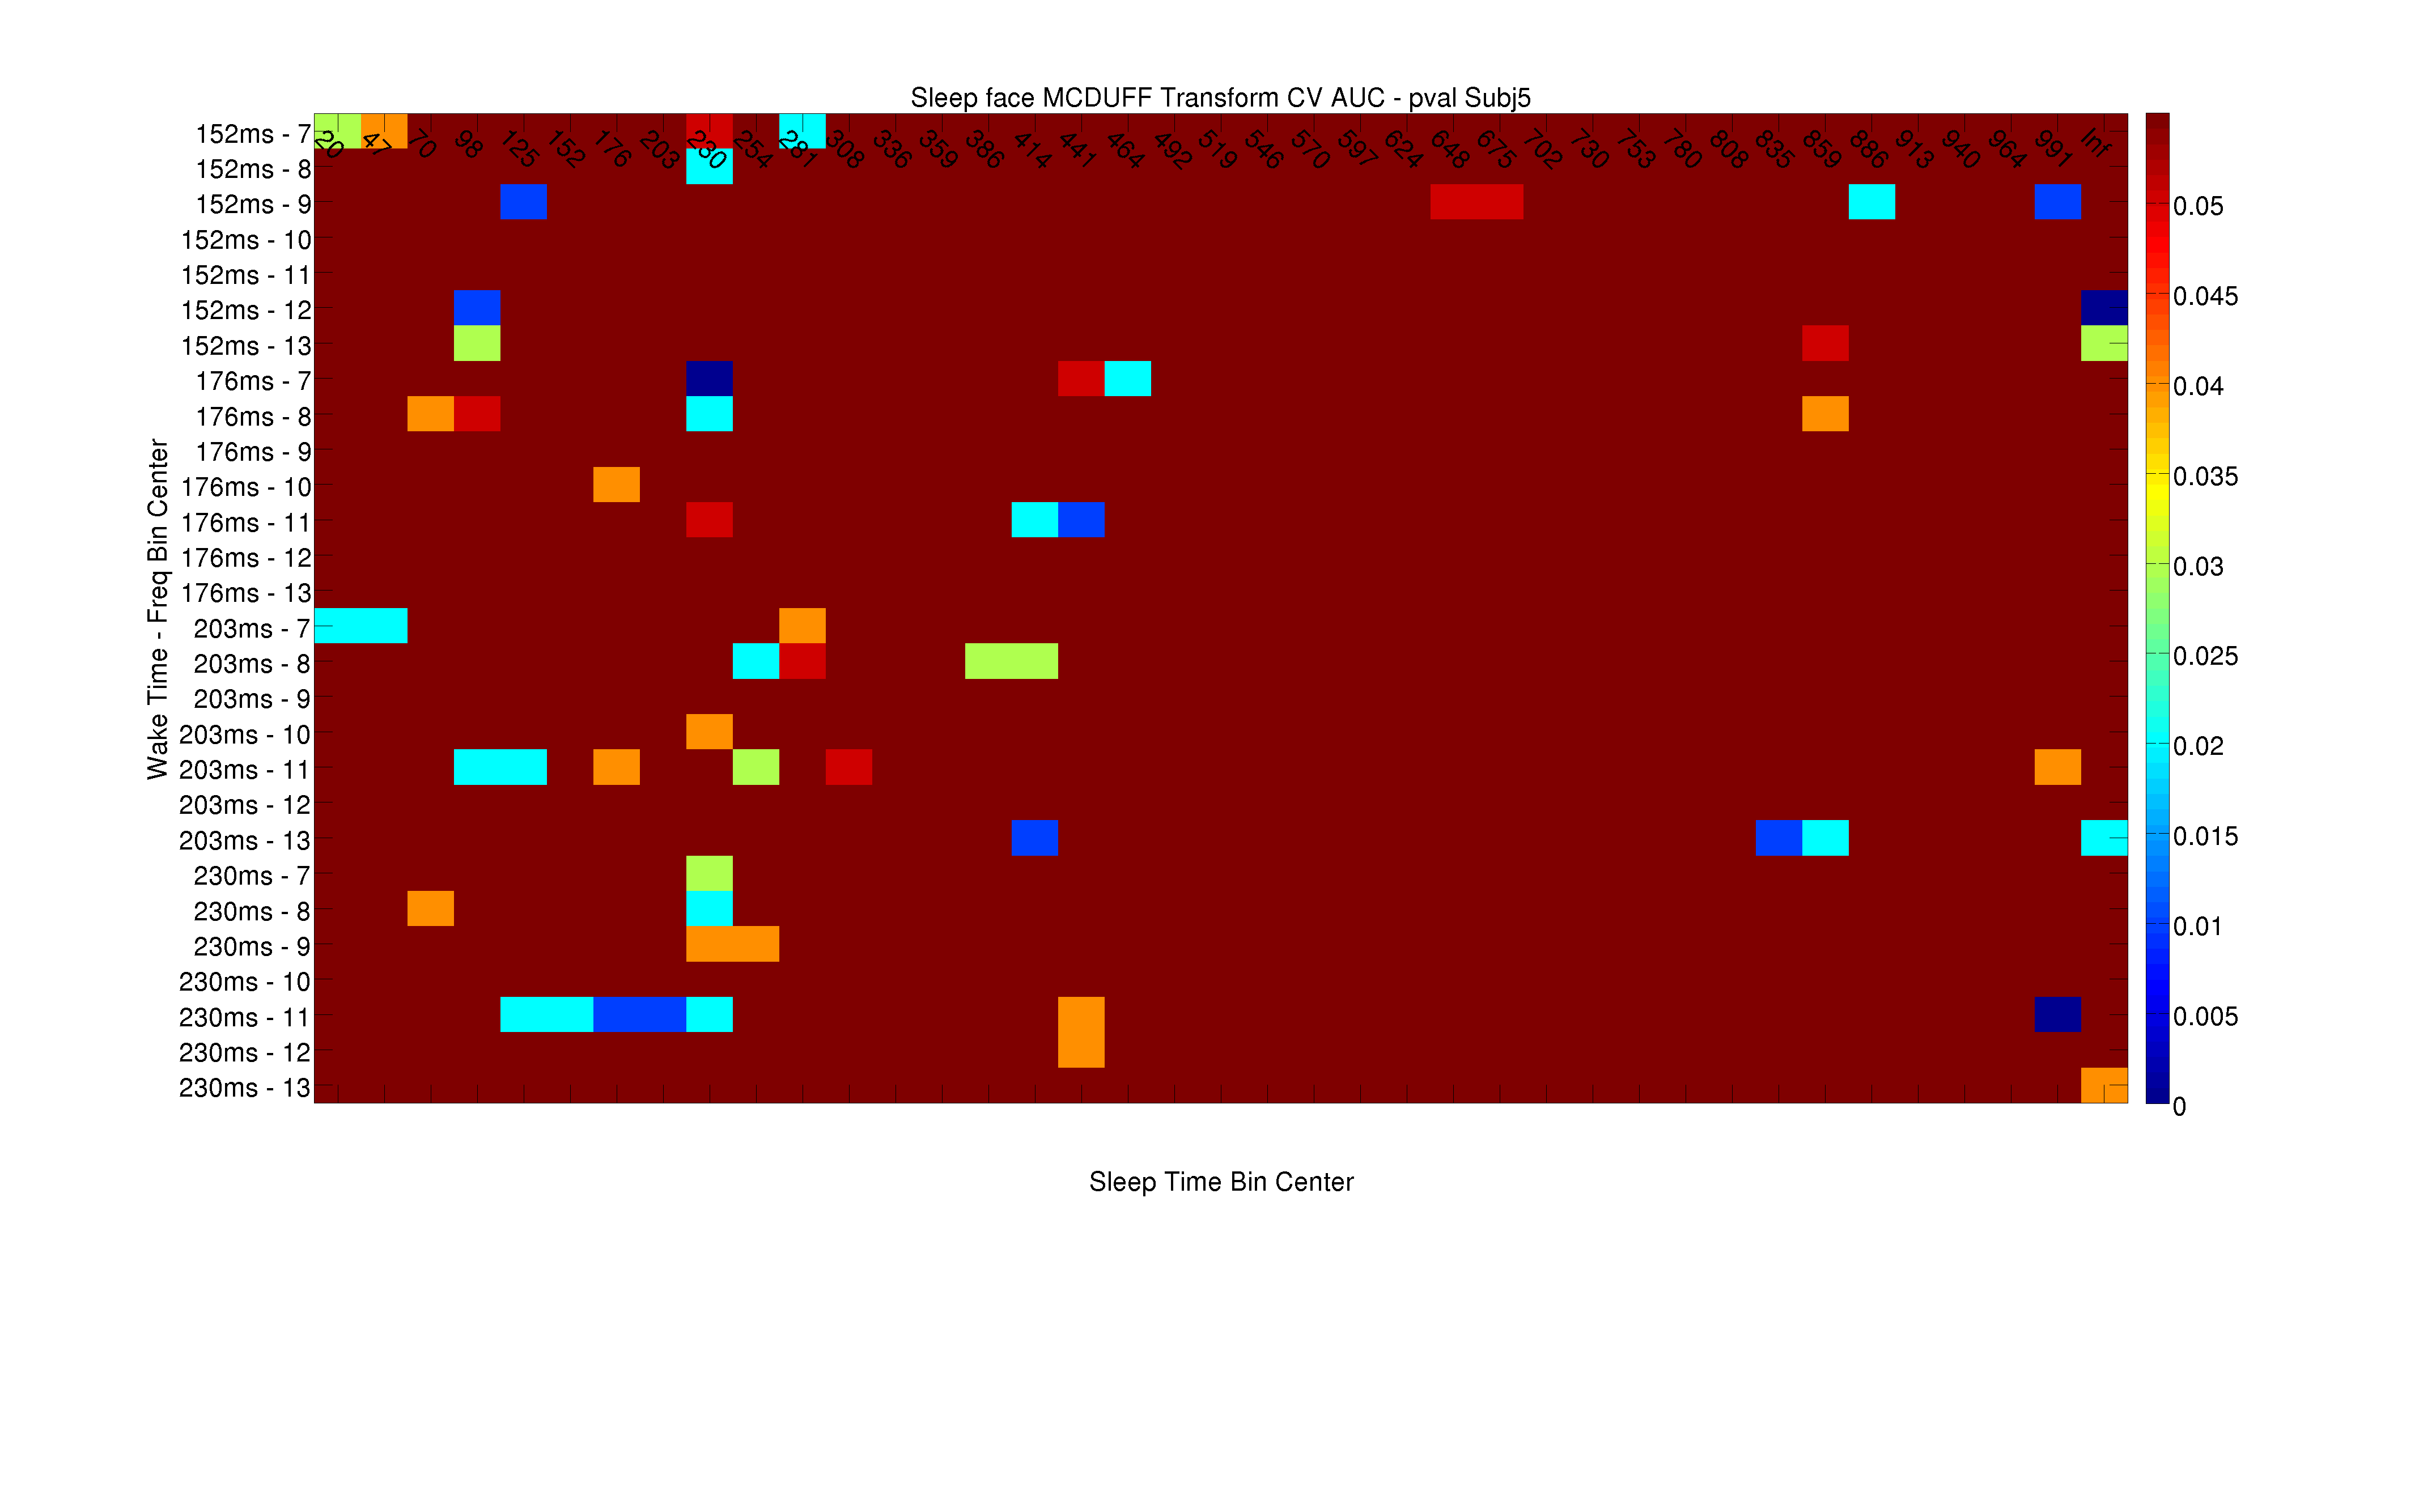 Sleep face MCDUFF Transform CV AUC - pval Subj5
20 47 70 98 125 152 176 203 230 254 281 308 336 359 386 414 441 464 492 519 546 570 597 624 648 675 702 730 753 780 808 835 859 886 913 940 964 991 Inf
152ms - 7
152ms - 8
152ms - 9
152ms - 10
152ms - 11
152ms - 12
152ms - 13
176ms - 7
176ms - 8
176ms - 9
176ms - 10
176ms - 11
176ms - 12
176ms - 13
203ms - 7
203ms - 8
203ms - 9
203ms - 10
203ms - 11
203ms - 12
203ms - 13
230ms - 7
230ms - 8
230ms - 9
230ms - 10
230ms - 11
230ms - 12
230ms - 13
Wake Time - Freq Bin Center
0.05
0.045
0.04
0.035
0.03
0.025
0.02
0.015
0.01
0.005
0
Sleep Time Bin Center